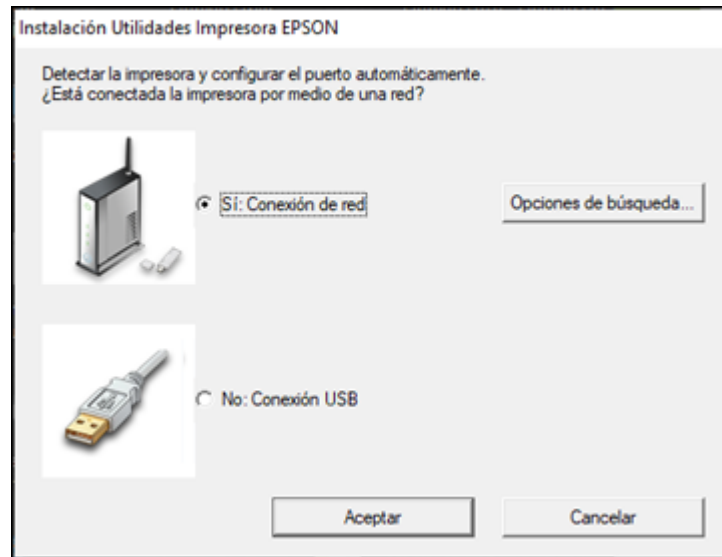 Instalación Utilidades Impresora EPSON
Detectar la impresora y configurar el puerto automáticamente.
¿Está conectada la impresora por medio de una red?
Sí: Conexión de red
Opciones de búsqueda...
No: Conexión USB
Aceptar
Cancelar